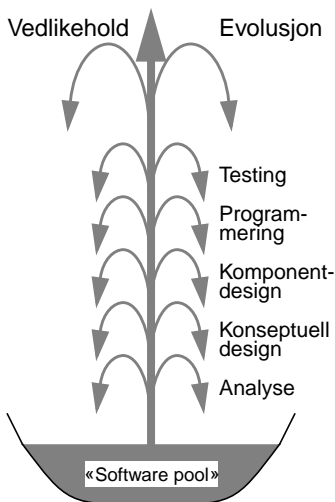 Vedlikehold
Evolusjon
Testing
Program-
mering
Komponent-
design
Konseptuell
design
Analyse
«Software pool»